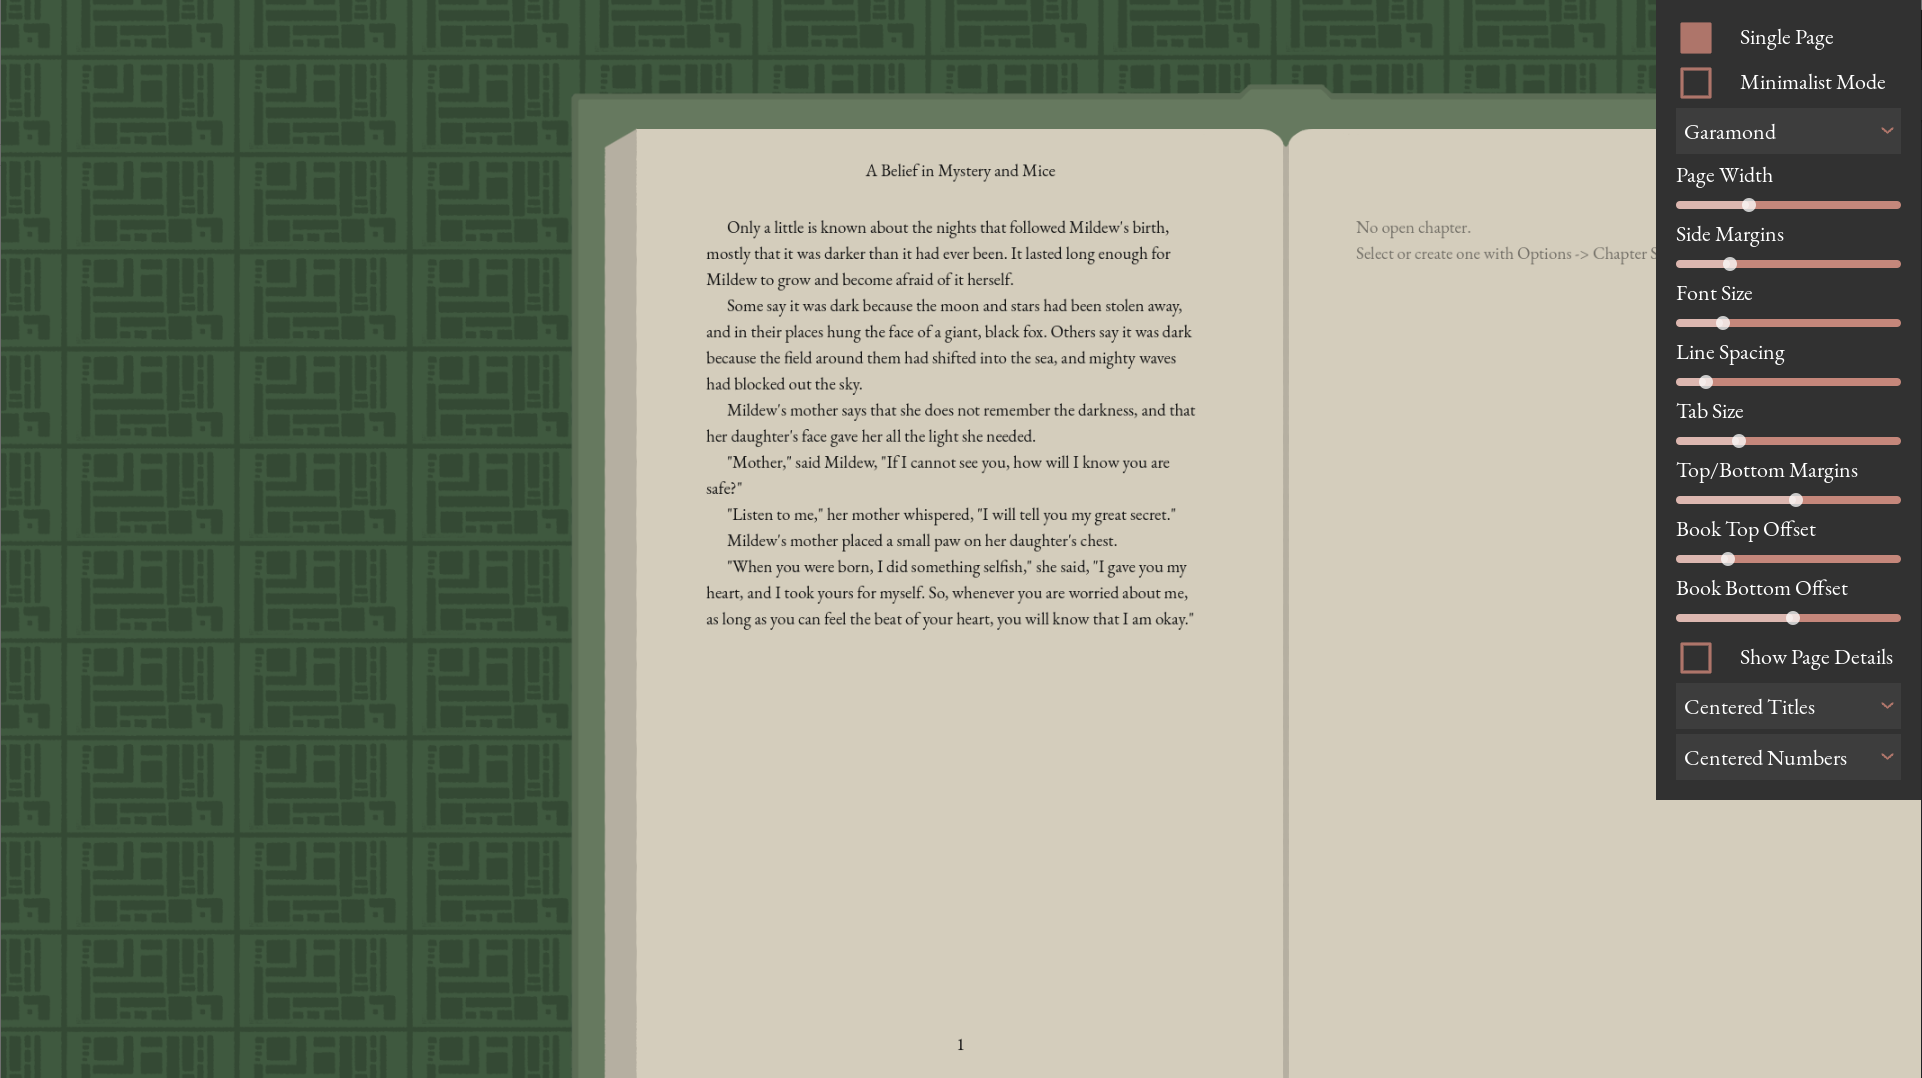 A Belief in Mystery and Mice
Only a little is known about the nights that followed Mildew's birth,
mostly that it was darker than it had ever been. It lasted long enough for
Mildew to grow and become afraid of it herself.
Some say it was dark because the moon and stars had been stolen away,
and in their places hung the face of a giant, black fox. Others say it was dark
because the field around them had shifted into the sea, and mighty waves
had blocked out the sky.
Mildew's mother says that she does not remember the darkness, and that
her daughter's face gave her all the light she needed.
"Mother," said Mildew, "If I cannot see you, how will I know you are
safe?"
"Listen to me," her mother whispered, "I will tell you my great secret."
Mildew's mother placed a small paw on her daughter's chest.
"When you were born, I did something selfish," she said, "I gave you my
heart, and I took yours for myself. So, whenever you are worried about me,
as long as you can feel the beat of your heart, you will know that I am okay."
1
No open chapter.
Select or create one with Options -> Chapter S
Single Page
Minimalist Mode
Garamond
Page Width
Side Margins
Font Size
Line Spacing
Tab Size
Top/Bottom Margins
Book Top Offset
Book Bottom Offset
Show Page Details
Centered Titles
Centered Numbers